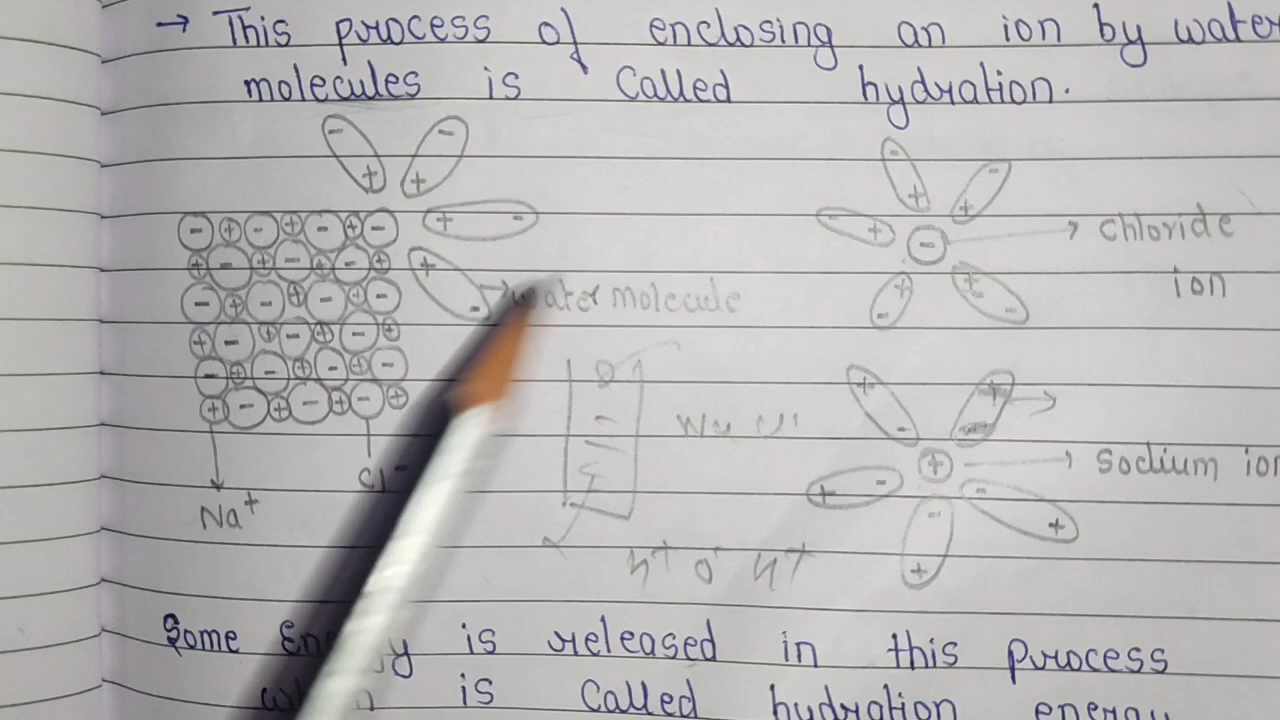 → This process of enclosing an ion by water
molecules is called hydration.
water molecule
chloride
ion
sodium ion
Na⁺
Cl⁻
H⁺ O⁻ H⁺
Some is released in this process
is called hydration energy